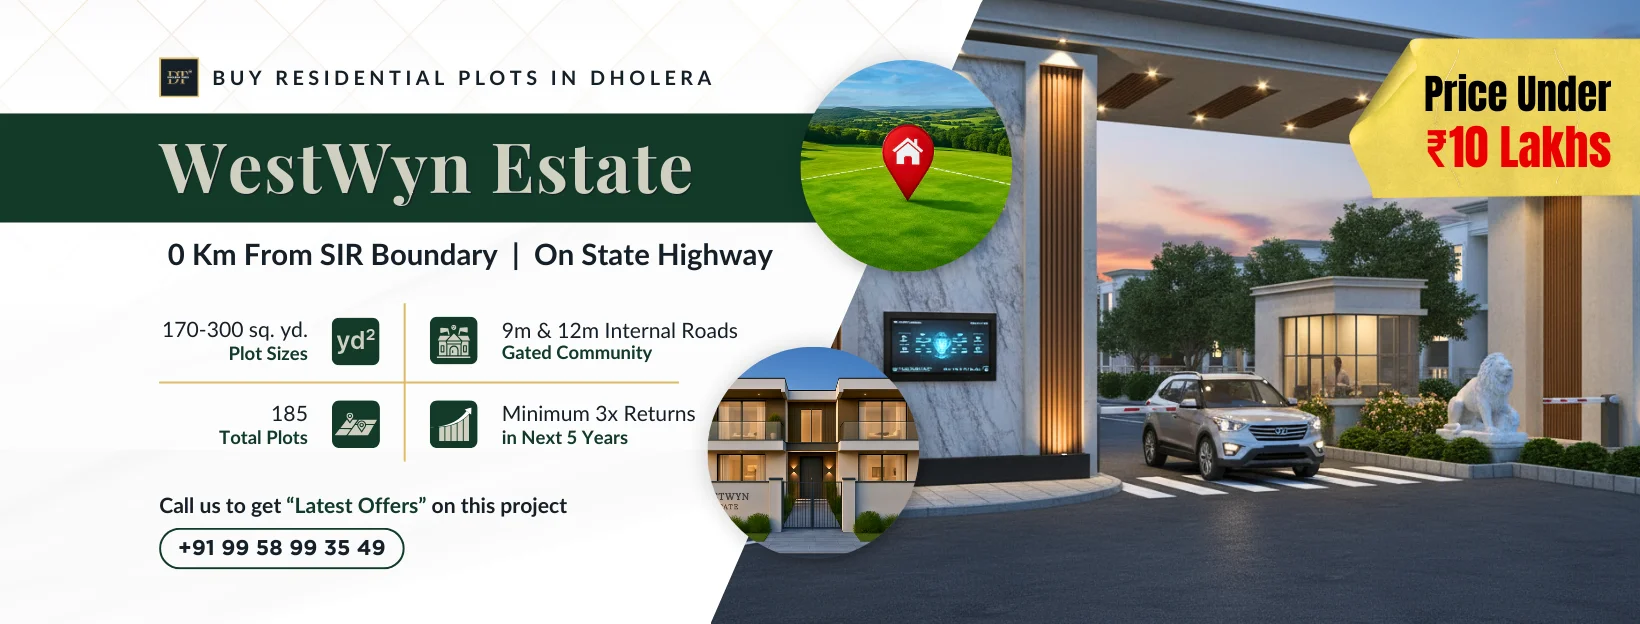 BUY RESIDENTIAL PLOTS IN DHOLERA
WestWyn Estate
0 Km From SIR Boundary | On State Highway
170-300 sq. yd.
Plot Sizes
yd²
9m & 12m Internal Roads
Gated Community
185
Total Plots
Minimum 3x Returns
in Next 5 Years
Call us to get “Latest Offers” on this project
+91 99 58 99 35 49
Price Under
₹10 Lakhs
TWYN